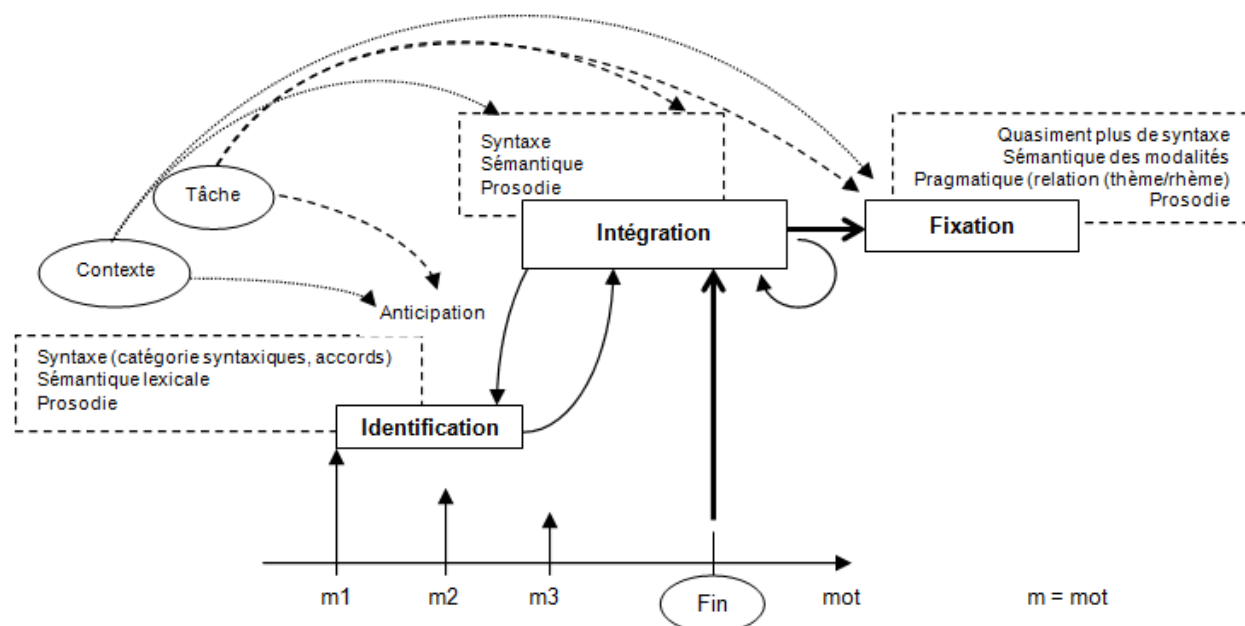 Syntaxe
Sémantique
Prosodie
Quasiment plus de syntaxe
Sémantique des modalités
Pragmatique (relation (thème/rhème)
Prosodie
Tâche
Intégration
Fixation
Contexte
Anticipation
Syntaxe (catégorie syntaxiques, accords)
Sémantique lexicale
Prosodie
Identification
m1
m2
m3
Fin
mot
m = mot